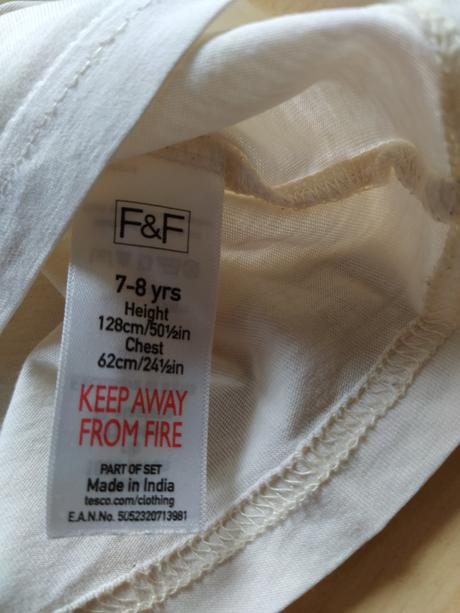 F&F
7-8 yrs
Height
128cm/50½in
Chest
62cm/24½in
KEEP AWAY
FROM FIRE
PART OF SET
Made in India
tesco.com/clothing
E.A.N.No. 5052320713981